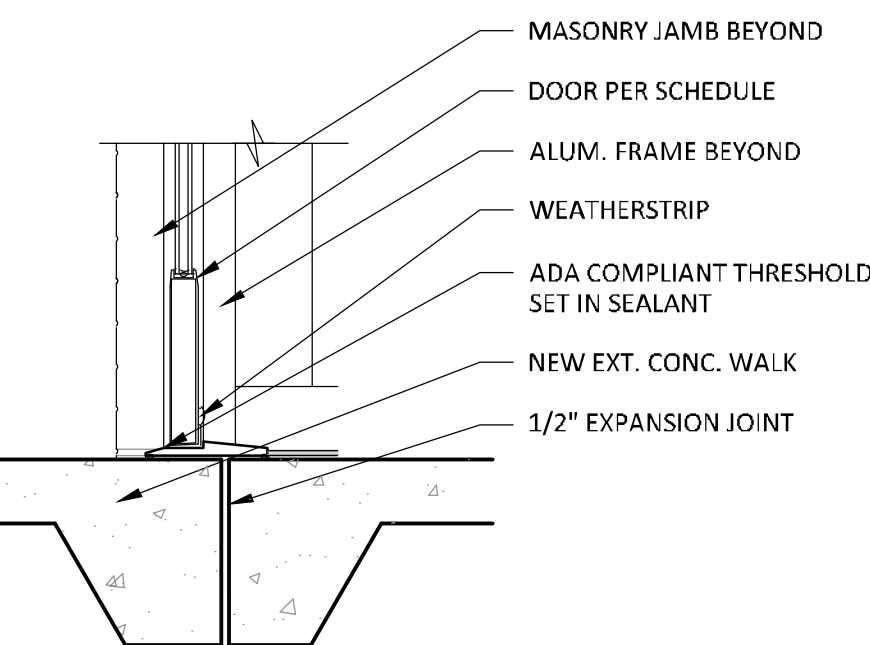 MASONRY JAMB BEYOND
DOOR PER SCHEDULE
ALUM. FRAME BEYOND
WEATHERSTRIP
ADA COMPLIANT THRESHOLD
SET IN SEALANT
NEW EXT. CONC. WALK
1/2" EXPANSION JOINT